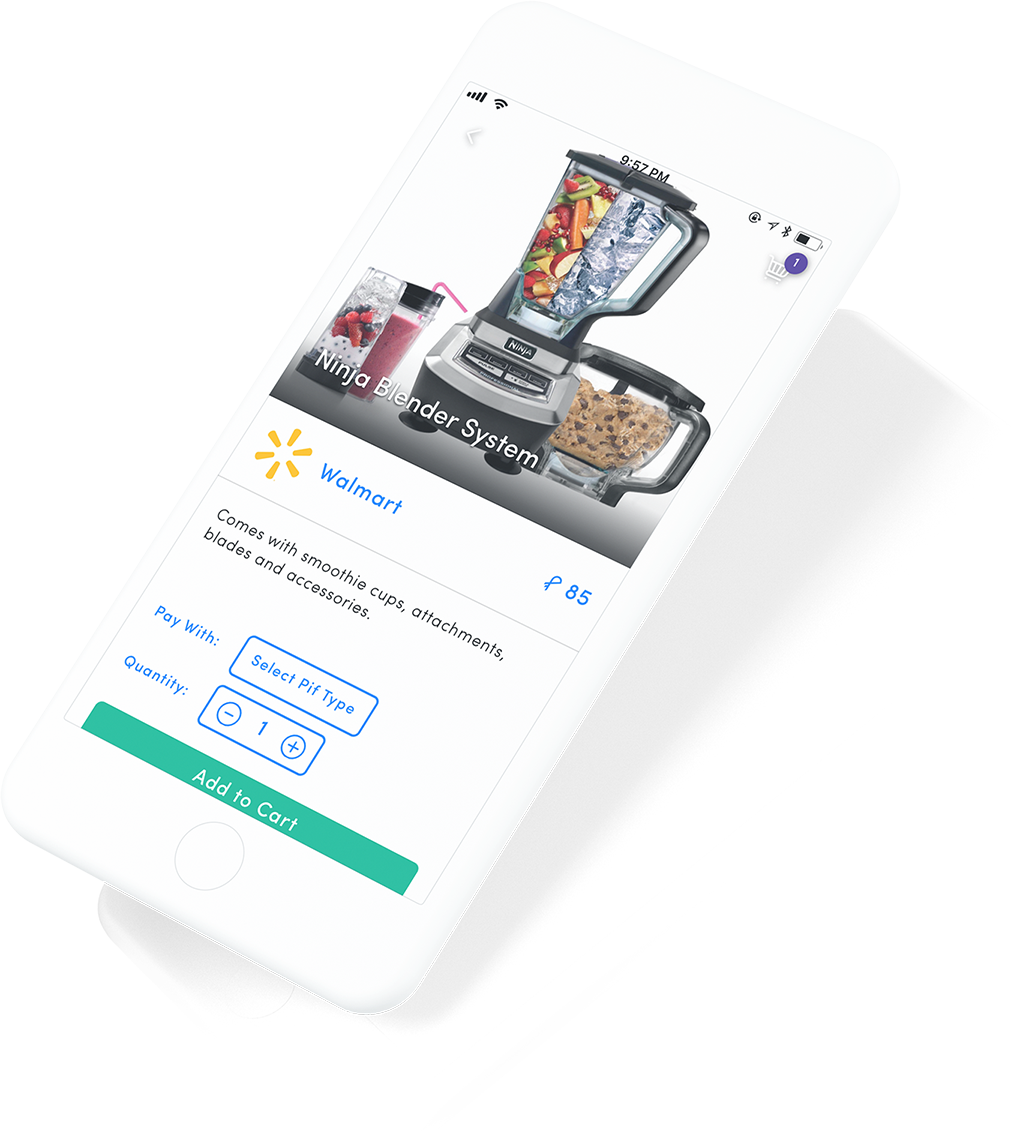 9:57 PM
1
NINJA
Ninja Blender System
Walmart
85
Comes with smoothie cups, attachments,
blades and accessories.
Pay With:
Select Pif Type
Quantity:
1
Add to Cart